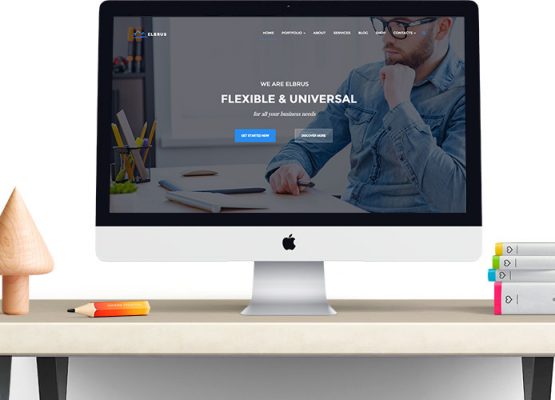 ELBRUS
HOME PORTFOLIO ABOUT SERVICES BLOG SHOP CONTACTS
WE ARE ELBRUS
FLEXIBLE & UNIVERSAL
for all your business needs
GET STARTED NOW DISCOVER MORE